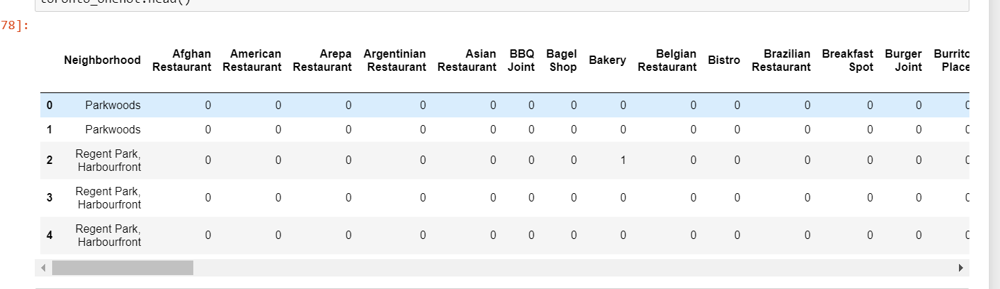 toronto_onehot.head()
78]:
Neighborhood Afghan Restaurant American Restaurant Arepa Restaurant Argentinian Restaurant Asian Restaurant BBQ Joint Bagel Shop Bakery Belgian Restaurant Bistro Brazilian Restaurant Breakfast Spot Burger Joint Burrito Place
0 Parkwoods 0 0 0 0 0 0 0 0 0 0 0 0 0 0
1 Parkwoods 0 0 0 0 0 0 0 0 0 0 0 0 0 0
2 Regent Park, Harbourfront 0 0 0 0 0 0 0 1 0 0 0 0 0 0
3 Regent Park, Harbourfront 0 0 0 0 0 0 0 0 0 0 0 0 0 0
4 Regent Park, Harbourfront 0 0 0 0 0 0 0 0 0 0 0 0 0 0